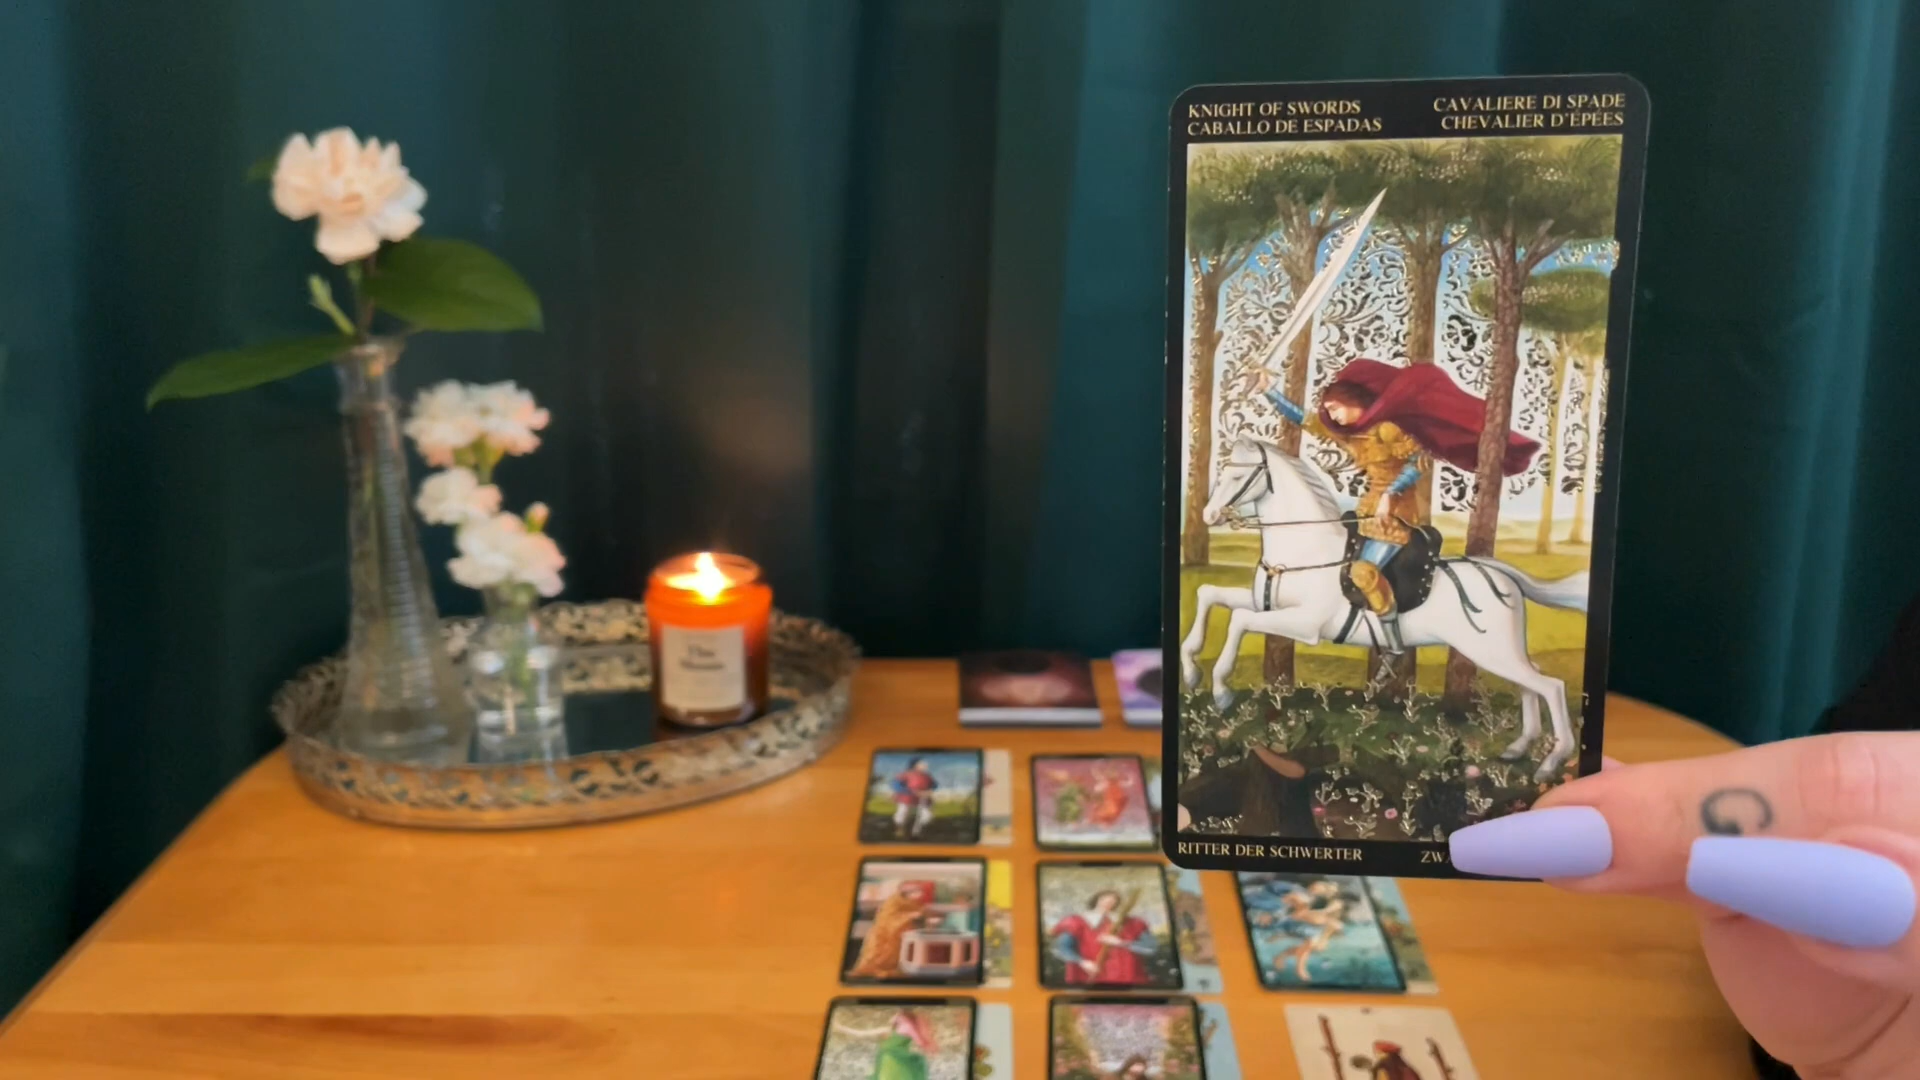 KNIGHT OF SWORDS
CABALLO DE ESPADAS
CAVALIERE DI SPADE
CHEVALIER D'ÉPÉES
RITTER DER SCHWERTER
G